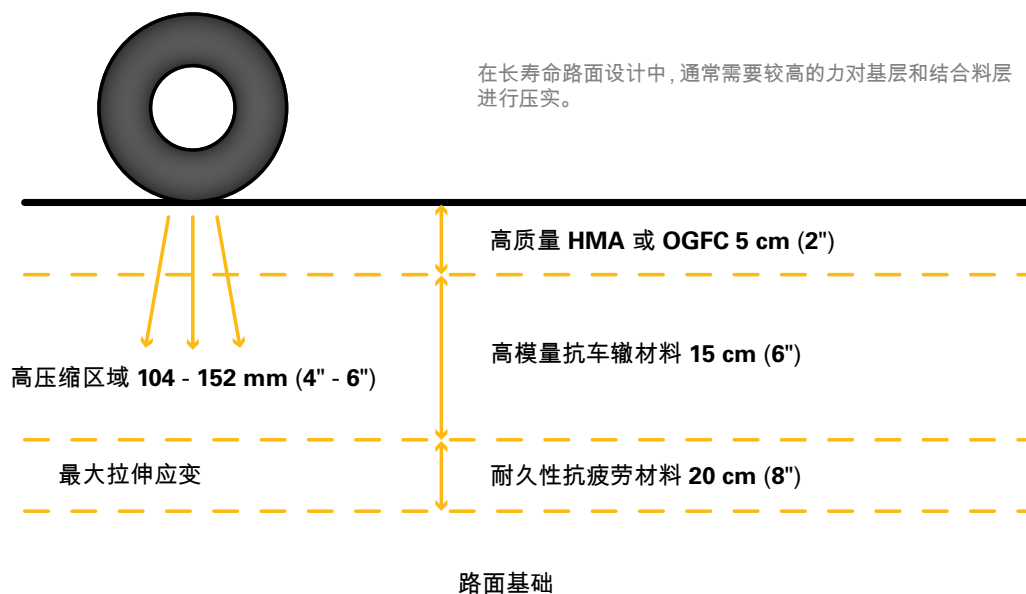 在长寿命路面设计中，通常需要较高的力对基层和结合料层
进行压实。
高质量 HMA 或 OGFC 5 cm (2")
高模量抗车辙材料 15 cm (6")
高压缩区域 104 - 152 mm (4" - 6")
最大拉伸应变
耐久性抗疲劳材料 20 cm (8")
路面基础